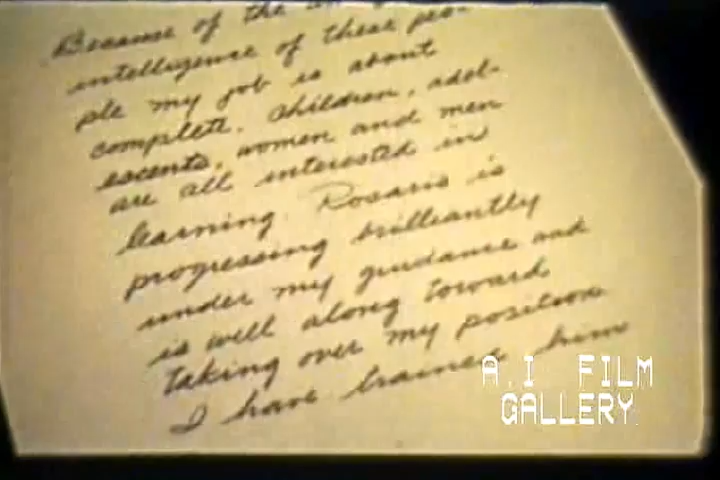 Because of the
intelligence of these peo-
ple my job is about
complete. Children, adol-
escents, women and men
are all interested in
learning. Rosario is
progressing brilliantly
under my guidance and
is well along toward
taking over my position
I have trained him
A.I FILM
GALLERY